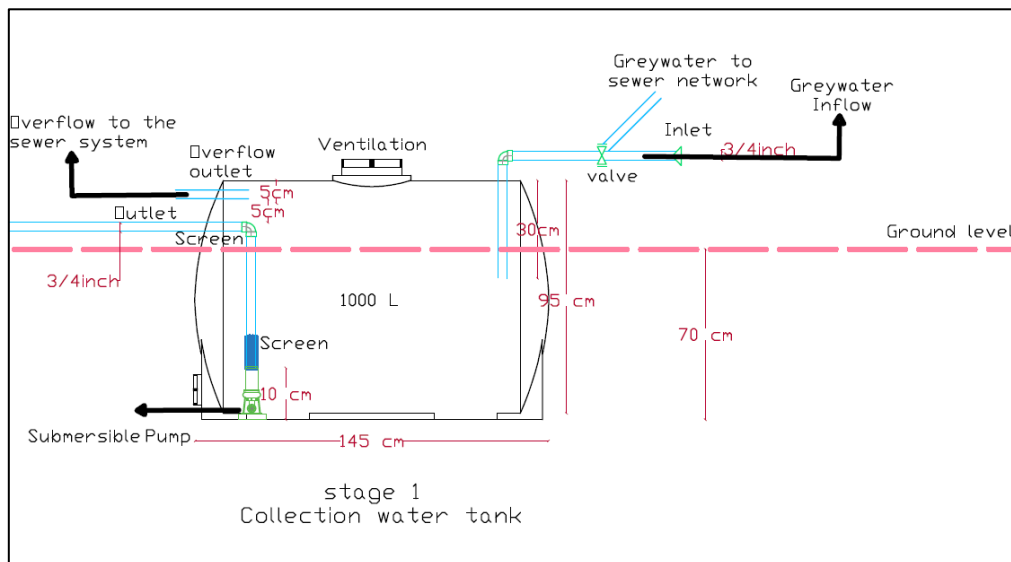 Greywater to
sewer network
Greywater
Inflow
Overflow to the
sewer system
Overflow
outlet
Ventilation
Inlet
3/4inch
valve
5cm
5cm
Outlet
Screen
30cm
Ground level
3/4inch
1000 L
95 cm
70 cm
Screen
10 cm
Submersible Pump
145 cm
stage 1
Collection water tank